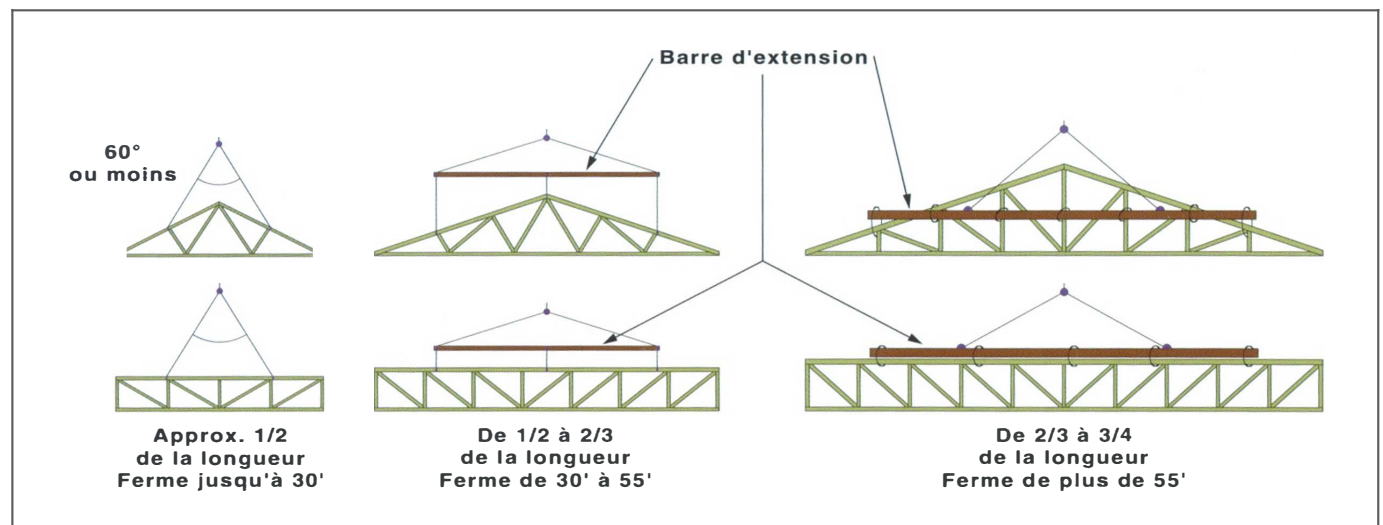 Barre d'extension
60°
ou moins
Approx. 1/2
de la longueur
Ferme jusqu'à 30'
De 1/2 à 2/3
de la longueur
Ferme de 30' à 55'
De 2/3 à 3/4
de la longueur
Ferme de plus de 55'